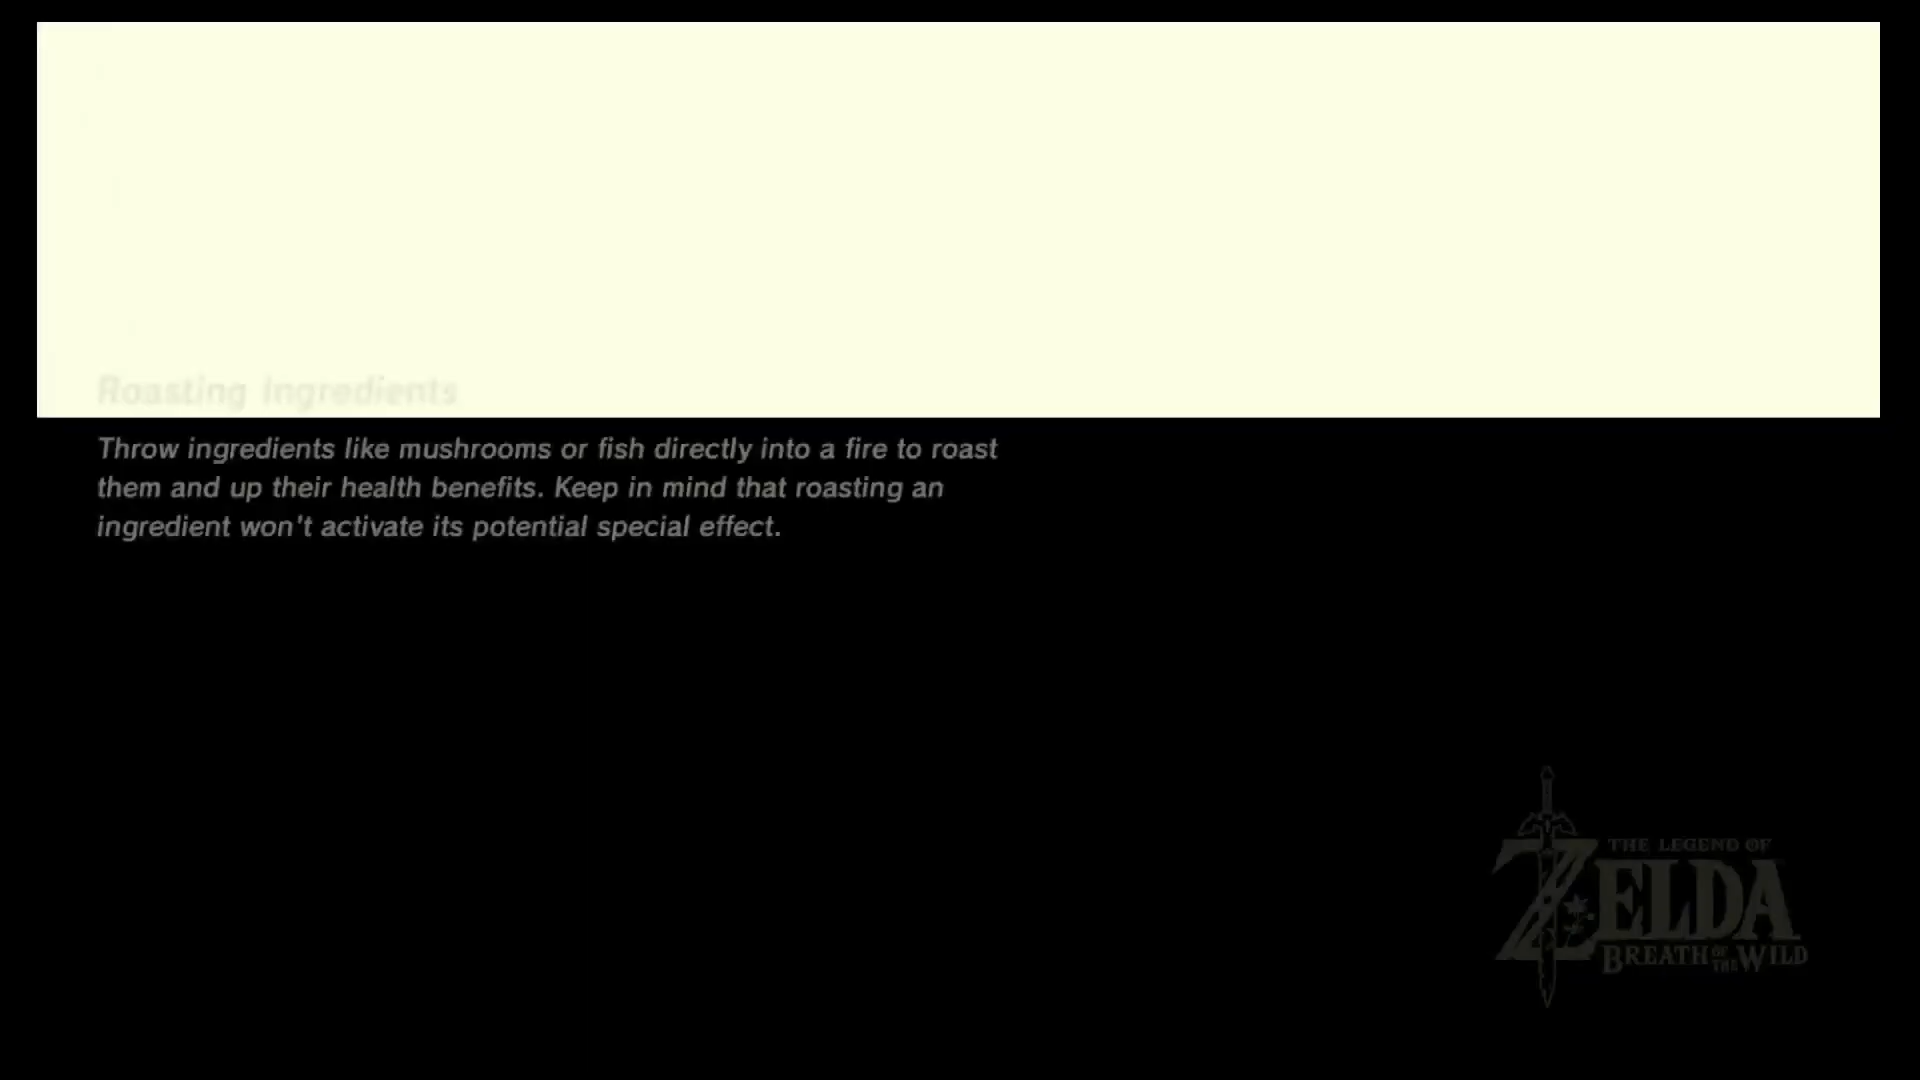 Roasting Ingredients
Throw ingredients like mushrooms or fish directly into a fire to roast
them and up their health benefits. Keep in mind that roasting an
ingredient won't activate its potential special effect.
THE LEGEND OF
ZELDA
BREATH OF THE WILD